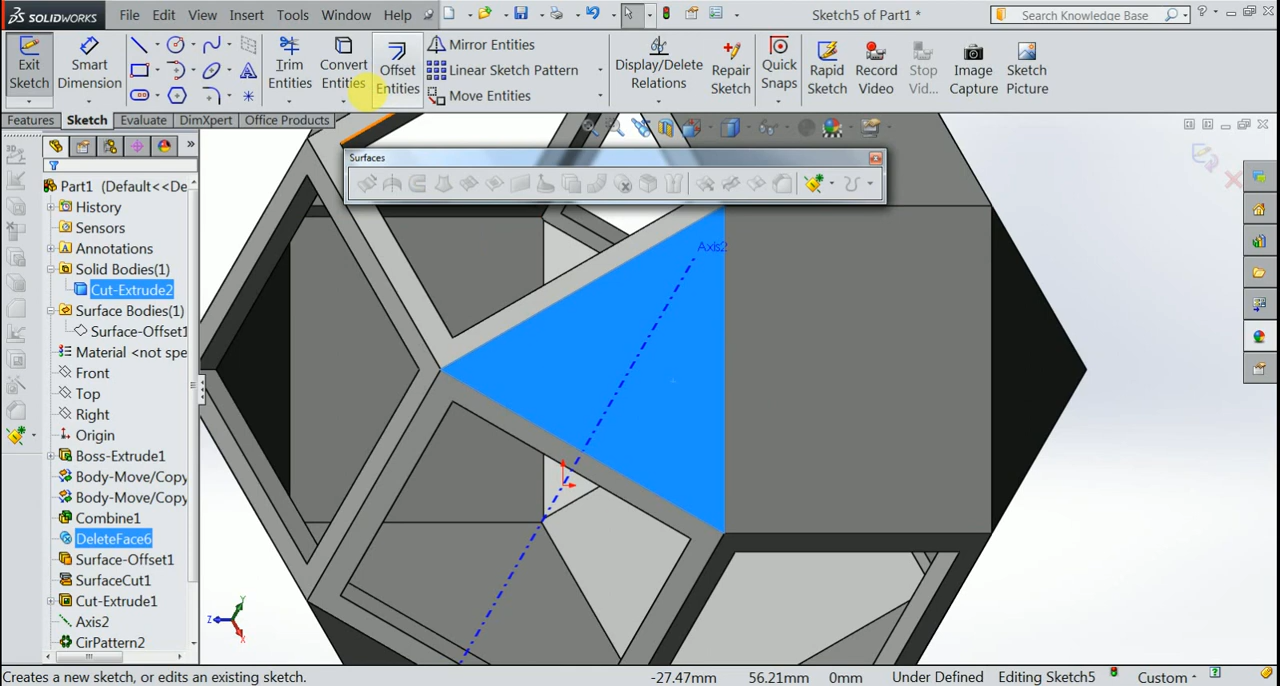 SOLIDWORKS
File Edit View Insert Tools Window Help
Sketch5 of Part1 *
Search Knowledge Base
Exit Sketch
Smart Dimension
Trim Entities
Convert Entities
Offset Entities
Mirror Entities
Linear Sketch Pattern
Move Entities
Display/Delete Relations
Repair Sketch
Quick Snaps
Rapid Sketch
Record Video
Stop Vid...
Image Capture
Sketch Picture
Features Sketch Evaluate DimXpert Office Products
Surfaces
Part1 (Default<<De
History
Sensors
Annotations
Solid Bodies(1)
Cut-Extrude2
Surface Bodies(1)
Surface-Offset1
Material <not spe
Front
Top
Right
Origin
Boss-Extrude1
Body-Move/Copy
Body-Move/Copy
Combine1
DeleteFace6
Surface-Offset1
SurfaceCut1
Cut-Extrude1
Axis2
CirPattern2
Axis2
Y
Z
X
Creates a new sketch, or edits an existing sketch.
-27.47mm 56.21mm 0mm Under Defined Editing Sketch5 Custom